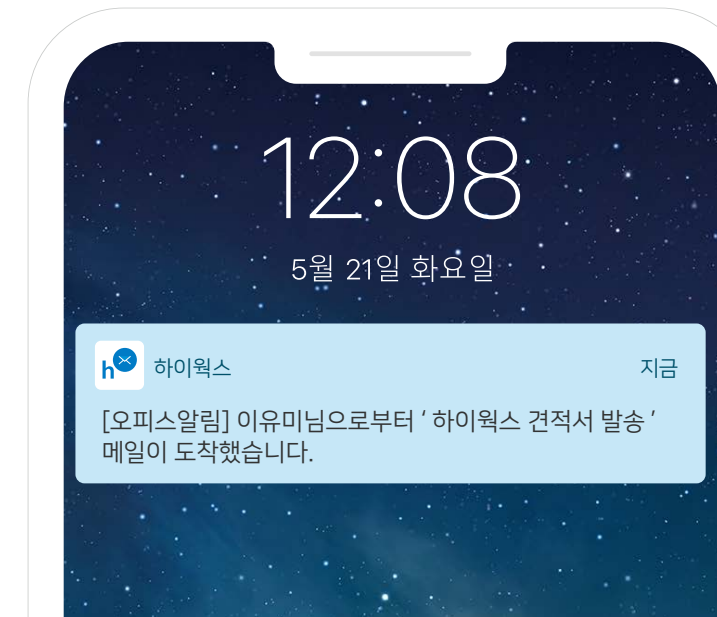 12:08
5월 21일 화요일
h
하이웍스
지금
[오피스알림] 이유미님으로부터 ‘ 하이웍스 견적서 발송 ’
메일이 도착했습니다.